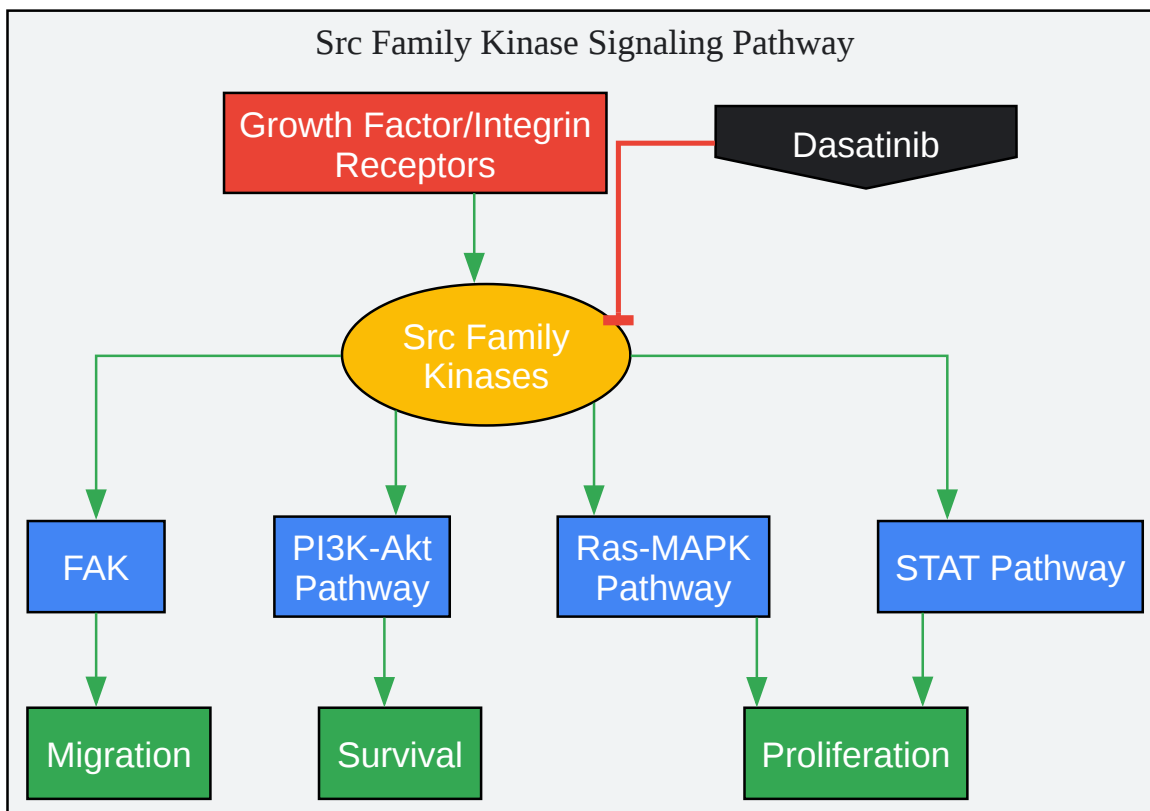 Src Family Kinase Signaling Pathway
Growth Factor/Integrin
Receptors
Dasatinib
Src Family
Kinases
FAK
PI3K-Akt
Pathway
Ras-MAPK
Pathway
STAT Pathway
Migration
Survival
Proliferation